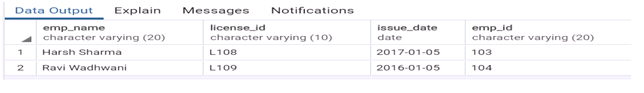 Data Output Explain Messages Notifications
emp_name license_id issue_date emp_id
character varying (20) character varying (10) date character varying (20)
1 Harsh Sharma L108 2017-01-05 103
2 Ravi Wadhwani L109 2016-01-05 104